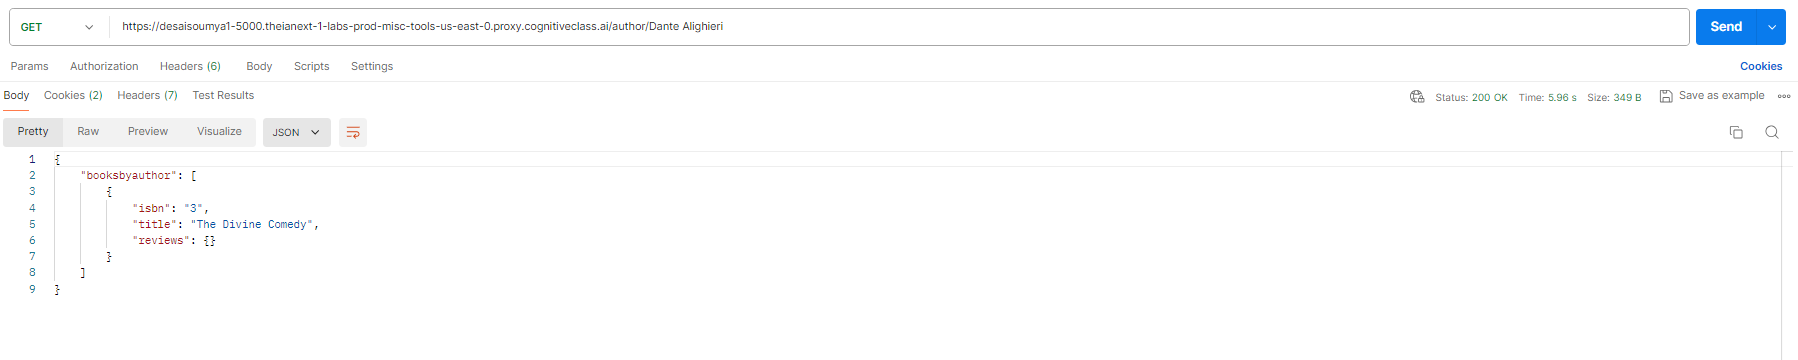 GET https://desaisoumya1-5000.theianext-1-labs-prod-misc-tools-us-east-0.proxy.cognitiveclass.ai/author/Dante Alighieri Send
Params Authorization Headers (6) Body Scripts Settings Cookies
Body Cookies (2) Headers (7) Test Results Status: 200 OK Time: 5.96 s Size: 349 B Save as example
Pretty Raw Preview Visualize JSON
1 {
2 "booksbyauthor": [
3 {
4 "isbn": "3",
5 "title": "The Divine Comedy",
6 "reviews": {}
7 }
8 ]
9 }